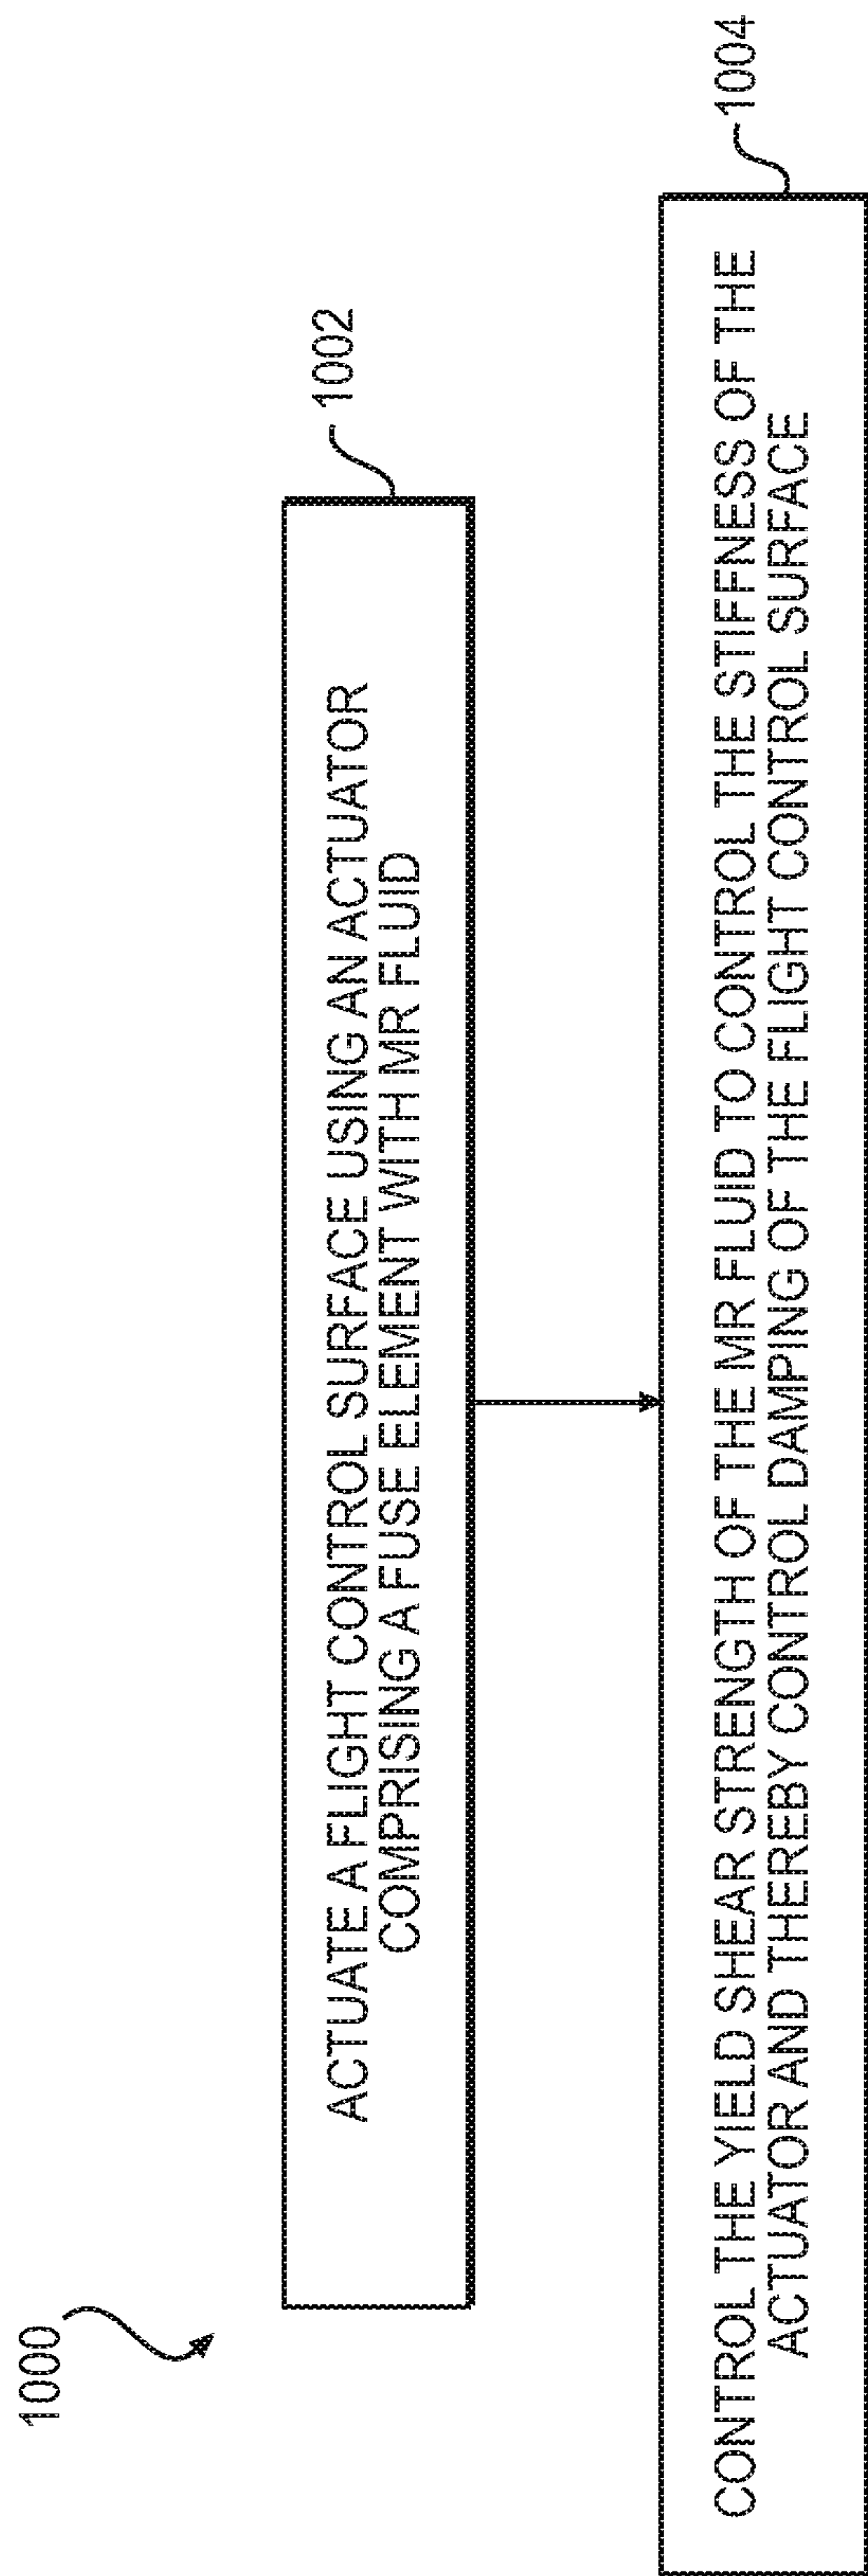 1000
ACTUATE A FLIGHT CONTROL SURFACE USING AN ACTUATOR
COMPRISING A FUSE ELEMENT WITH MR FLUID
1002
CONTROL THE YIELD SHEAR STRENGTH OF THE MR FLUID TO CONTROL THE STIFFNESS OF THE
ACTUATOR AND THEREBY CONTROL DAMPING OF THE FLIGHT CONTROL SURFACE
1004